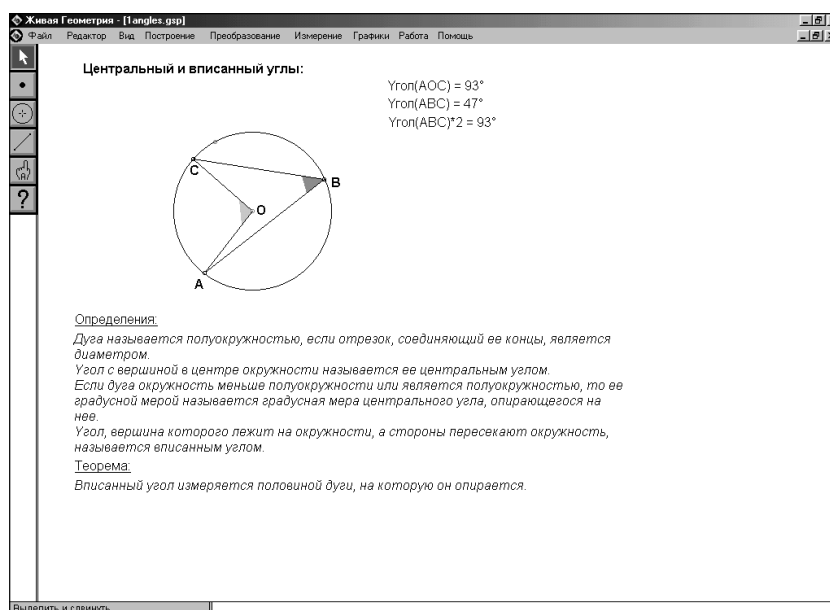 Живая Геометрия - [1angles.gsp]
Файл Редактор Вид Построение Преобразование Измерение Графики Работа Помощь
Центральный и вписанный углы:
Угол(AOC) = 93°
Угол(ABC) = 47°
Угол(ABC)*2 = 93°
C
B
O
A
Определения:
Дуга называется полуокружностью, если отрезок, соединяющий ее концы, является
диаметром.
Угол с вершиной в центре окружности называется ее центральным углом.
Если дуга окружность меньше полуокружности или является полуокружностью, то ее
градусной мерой называется градусная мера центрального угла, опирающегося на
нее.
Угол, вершина которого лежит на окружности, а стороны пересекают окружность,
называется вписанным углом.
Теорема:
Вписанный угол измеряется половиной дуги, на которую он опирается.
Выделить и сдвинуть